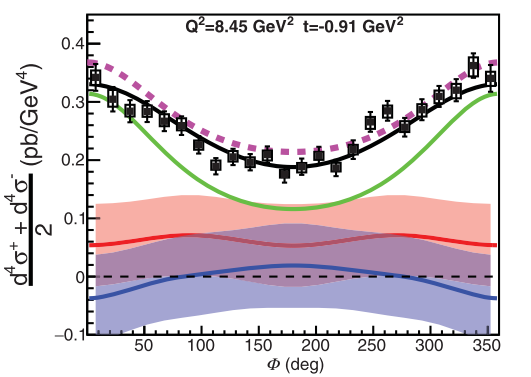 Q²=8.45 GeV² t=-0.91 GeV²
d⁴σ⁺ + d⁴σ⁻
2
(pb/GeV⁴)
0.4
0.3
0.2
0.1
0
−0.1
50 100 150 200 250 300 350
Φ (deg)